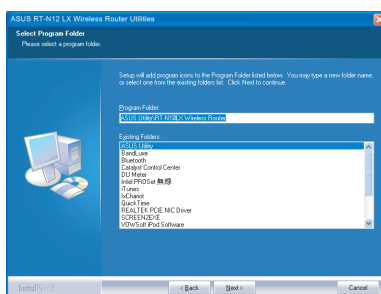 ASUS RT-N12 LX Wireless Router Utilities
Select Program Folder
Please select a program folder.
Setup will add program icons to the Program Folder listed below. You may type a new folder name, or select one from the existing folders list. Click Next to continue.
Program Folder:
ASUS Utility\RT-N12LX Wireless Router
Existing Folders:
ASUS Utility
BandLuxe
Bluetooth
Catalyst Control Center
DU Meter
Intel PROSet 無線
iTunes
IxChariot
QuickTime
REALTEK PCIE NIC Driver
SCREEN2EXE
VOWSoft iPod Software
InstallShield
< Back
Next >
Cancel